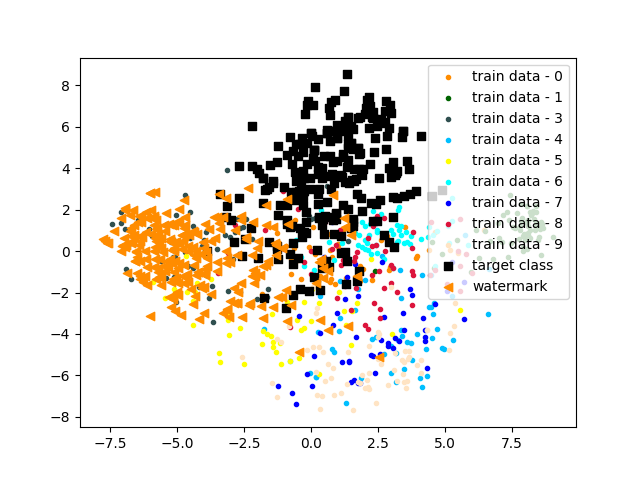 8
6
4
2
0
−2
−4
−6
−8
−7.5
−5.0
−2.5
0.0
2.5
5.0
7.5
train data - 0
train data - 1
train data - 3
train data - 4
train data - 5
train data - 6
train data - 7
train data - 8
train data - 9
target class
watermark